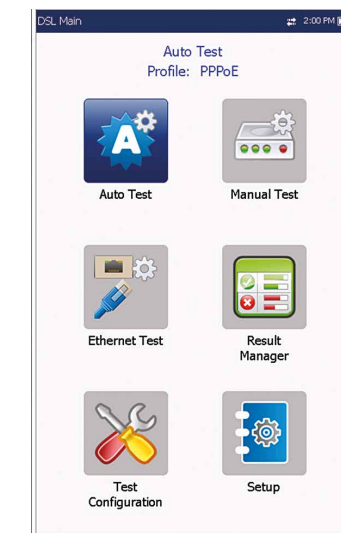 DSL Main 2:00 PM
Auto Test
Profile: PPPoE
A
Auto Test
Manual Test
Ethernet Test
Result
Manager
Test
Configuration
Setup